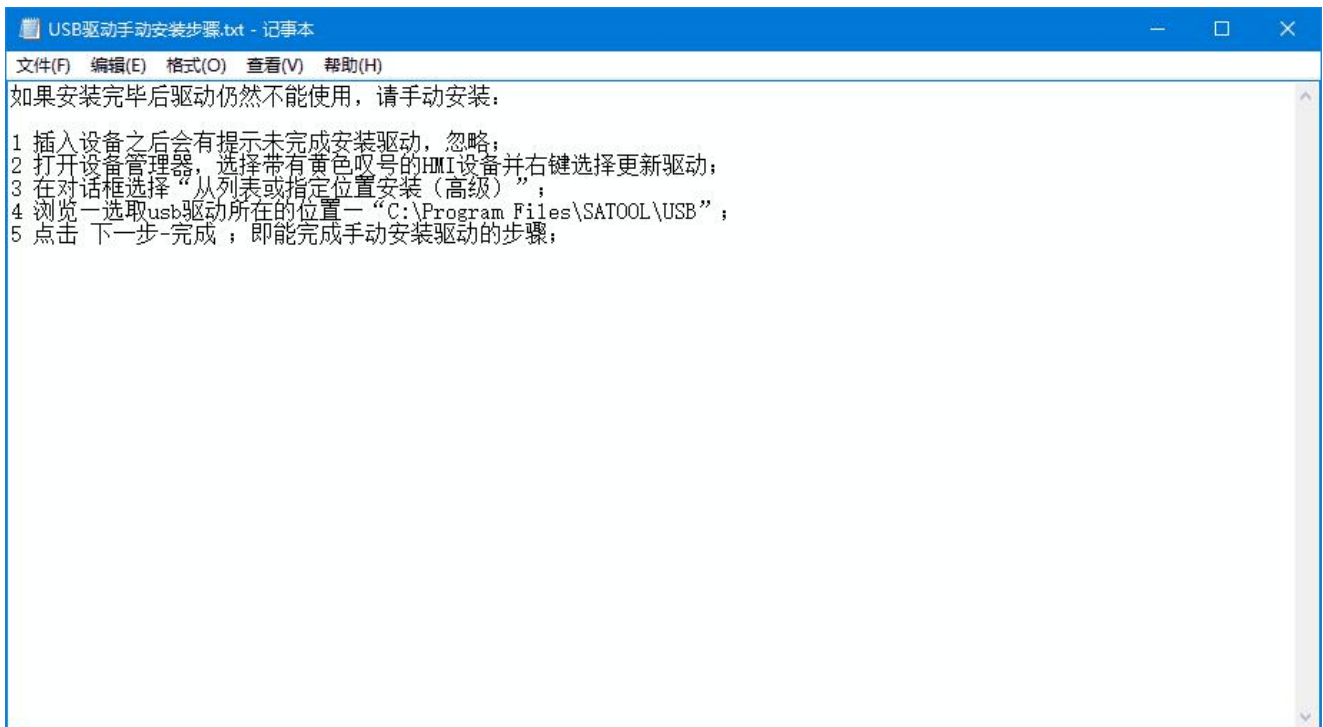 USB驱动手动安装步骤.txt - 记事本
文件(F) 编辑(E) 格式(O) 查看(V) 帮助(H)
如果安装完毕后驱动仍然不能使用，请手动安装：
1 插入设备之后会有提示未完成安装驱动，忽略；
2 打开设备管理器，选择带有黄色叹号的HMI设备并右键选择更新驱动；
3 在对话框选择“从列表或指定位置安装（高级）”；
4 浏览—选取usb驱动所在的位置—“C:\Program Files\SATOOL\USB”；
5 点击 下一步-完成 ；即能完成手动安装驱动的步骤；